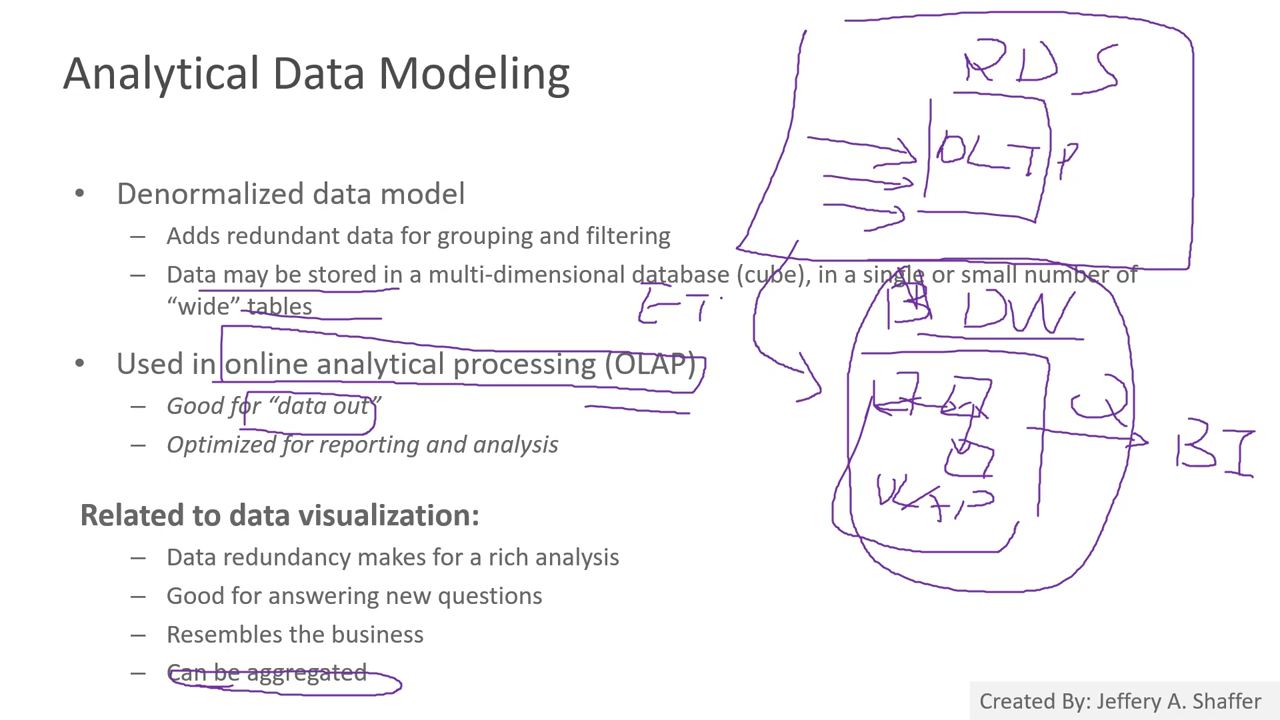 Analytical Data Modeling
• Denormalized data model
– Adds redundant data for grouping and filtering
– Data may be stored in a multi-dimensional database (cube), in a single or small number of
“wide” tables
• Used in online analytical processing (OLAP)
– Good for “data out”
– Optimized for reporting and analysis
Related to data visualization:
– Data redundancy makes for a rich analysis
– Good for answering new questions
– Resembles the business
– Can be aggregated
RDS
OLTP
ET
DW
Q
BI
OLAP
Created By: Jeffery A. Shaffer